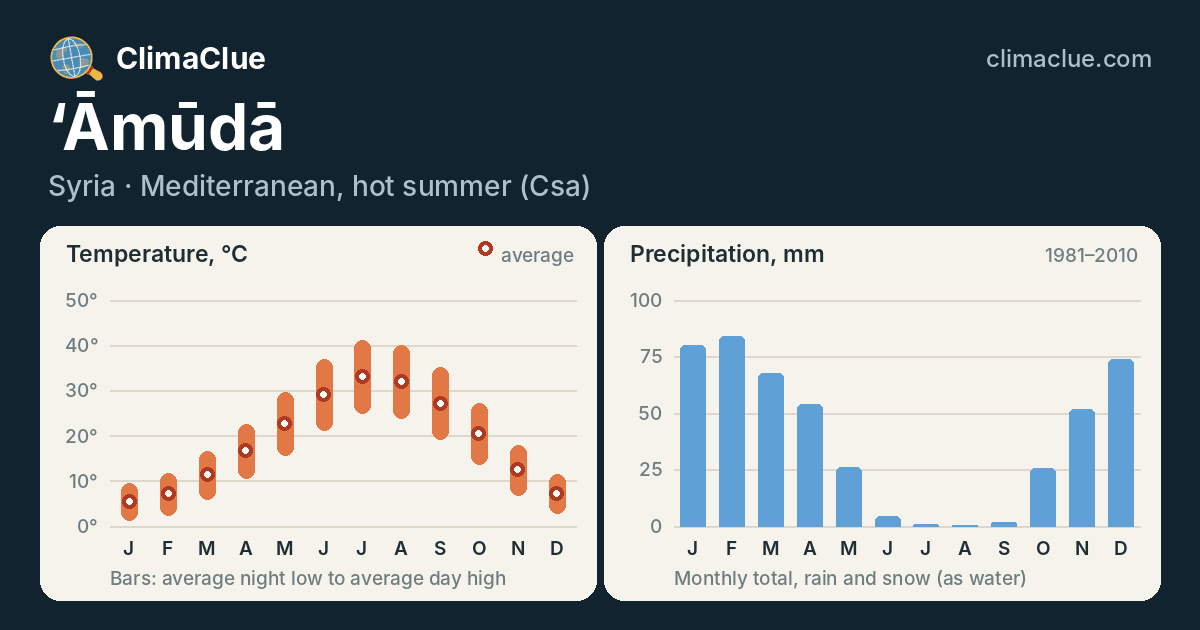 ClimaClue
climaclue.com
‘Āmūdā
Syria · Mediterranean, hot summer (Csa)
Temperature, °C
average
50°
40°
30°
20°
10°
0°
J F M A M J J A S O N D
Bars: average night low to average day high
Precipitation, mm
1981–2010
100
75
50
25
0
J F M A M J J A S O N D
Monthly total, rain and snow (as water)